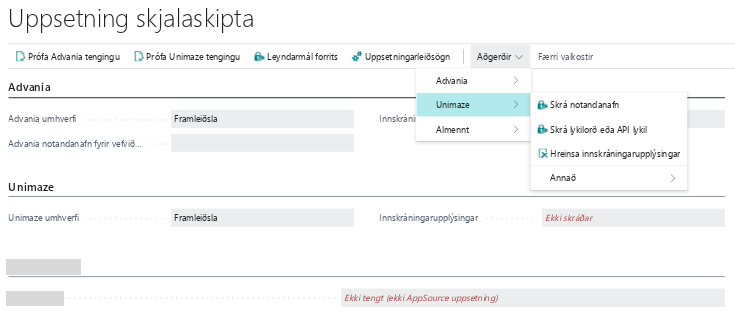 Uppsetning skjalaskipta
Prófa Advania tengingu Prófa Unimaze tengingu Leyndarmál forrits Uppsetningarleiðsögn Aðgerðir Færri valkostir
Advania
Unimaze
Almennt
Skrá notandanafn
Skrá lykilorð eða API lykil
Hreinsa innskráningarupplýsingar
Annað
Advania
Advania umhverfi Framleiðsla Innskráni
Advania notandanafn fyrir vefþjó...
Unimaze
Unimaze umhverfi Framleiðsla Innskráningarupplýsingar Ekki skráðar
Ekki tengt (ekki AppSource uppsetning)